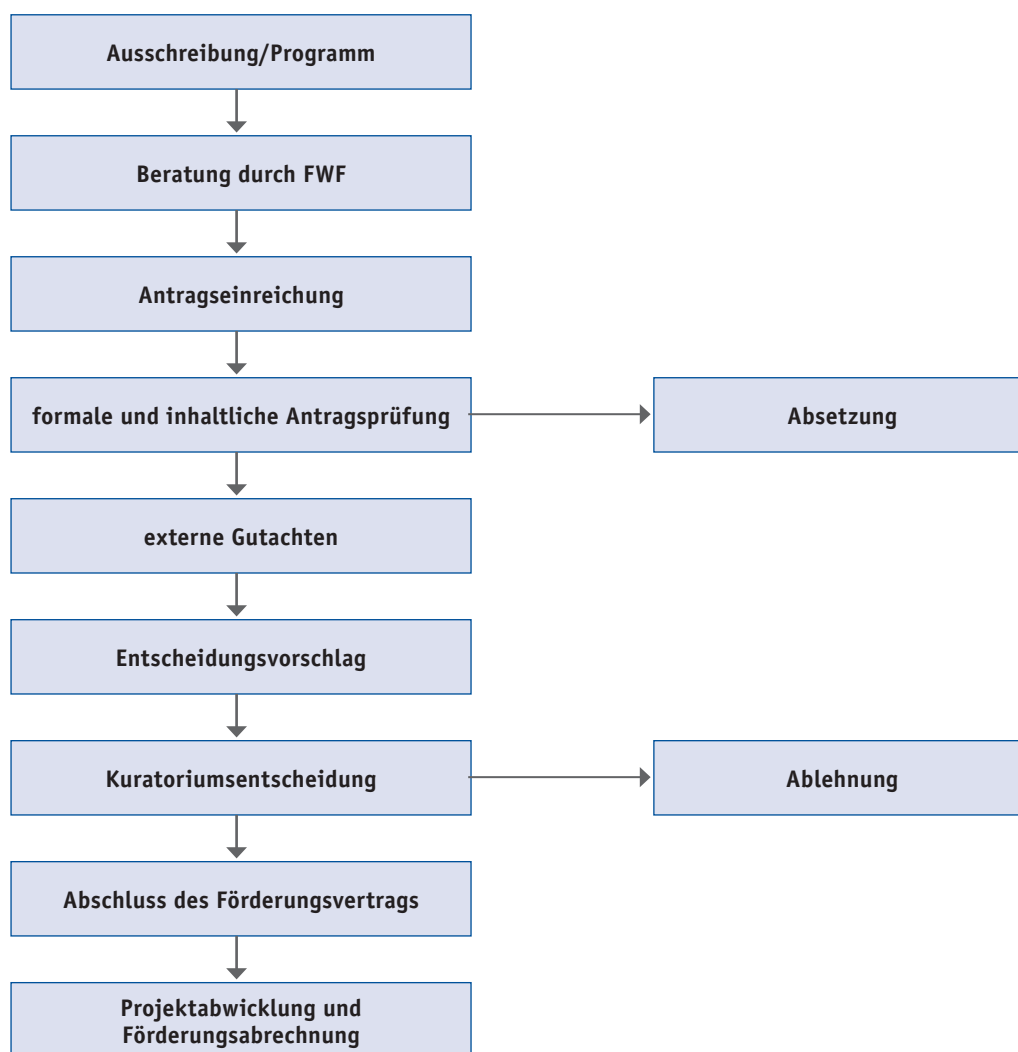 Ausschreibung/Programm
Beratung durch FWF
Antragseinreichung
formale und inhaltliche Antragsprüfung
Absetzung
externe Gutachten
Entscheidungsvorschlag
Kuratoriumsentscheidung
Ablehnung
Abschluss des Förderungsvertrags
Projektabwicklung und
Förderungsabrechnung